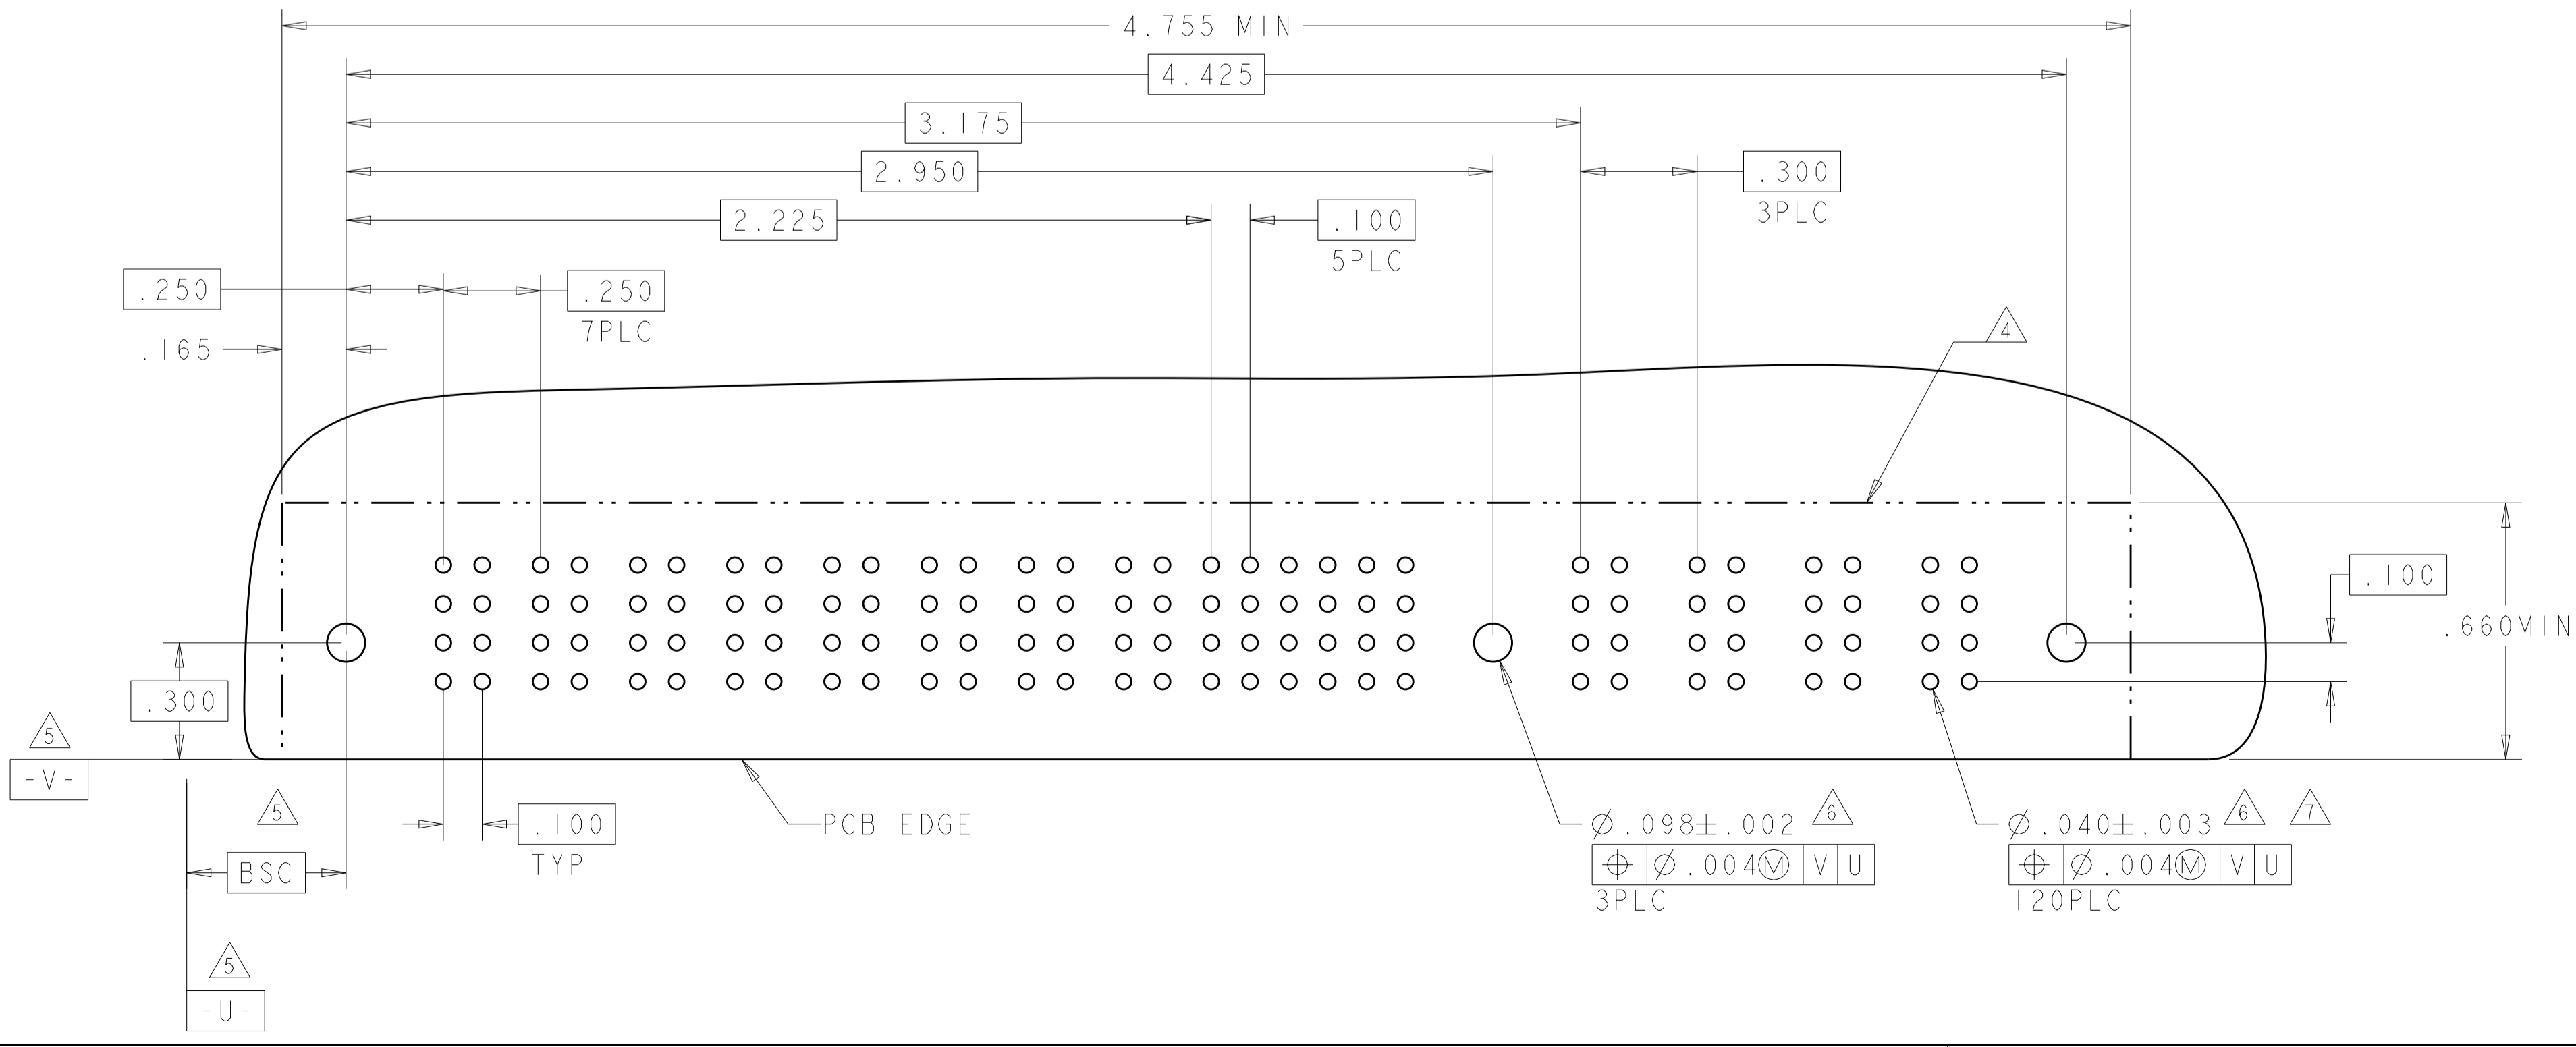 4.755 MIN
4.425
3.175
2.950
.300
3PLC
2.225
.100
5PLC
.250
.250
7PLC
.165
4
.100
.660MIN
.300
5
-V-
5
.100
TYP
PCB EDGE
BSC
Ø.098±.002 6
⌖ Ø.004Ⓜ V U
3PLC
Ø.040±.003 6 7
⌖ Ø.004Ⓜ V U
120PLC
5
-U-